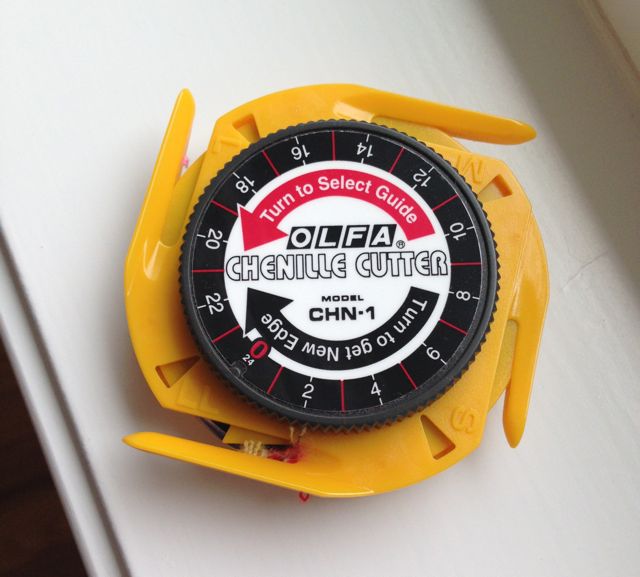 Turn to Select Guide
OLFA®
CHENILLE CUTTER
MODEL
CHN-1
Turn to get New Edge
0
24
2
4
6
8
10
12
14
16
18
20
22
L
M
S
LL